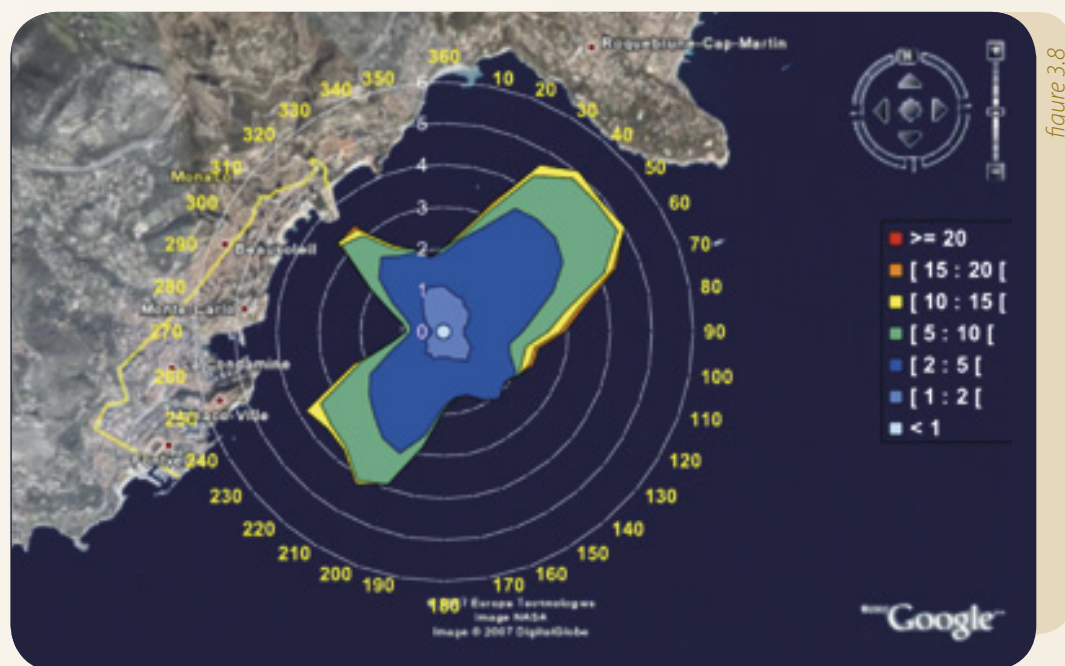 figure 3.8
Roquebrune-Cap-Martin
360
350
10
340
20
330
30
320
40
310
50
Monaco
300
60
290
Beausoleil
70
280
80
Monte-Carlo
270
90
La Condamine
260
100
250
Monaco-Ville
110
240
120
230
130
220
140
210
150
200
160
190
170
180
6
5
4
3
2
1
0
N
>= 20
[ 15 : 20 [
[ 10 : 15 [
[ 5 : 10 [
[ 2 : 5 [
[ 1 : 2 [
< 1
Europe Technologies
Image NASA
Image © 2007 DigitalGlobe
Google